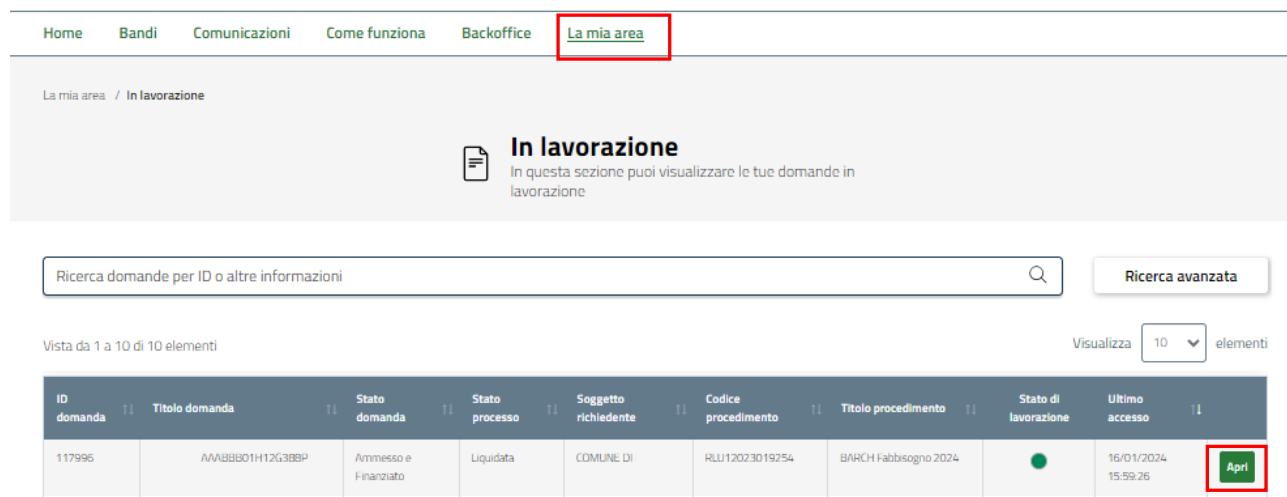 Home Bandi Comunicazioni Come funziona Backoffice La mia area
La mia area / In lavorazione
In lavorazione
In questa sezione puoi visualizzare le tue domande in
lavorazione
Ricerca domande per ID o altre informazioni
Ricerca avanzata
Vista da 1 a 10 di 10 elementi
Visualizza 10 elementi
ID domanda Titolo domanda Stato domanda Stato processo Soggetto richiedente Codice procedimento Titolo procedimento Stato di lavorazione Ultimo accesso
117996 AAABBB01H12G388P Ammesso e Finanziato Liquidata COMUNE DI RLU12023019254 BARCH Fabbisogno 2024 16/01/2024 15:59:26 Apri